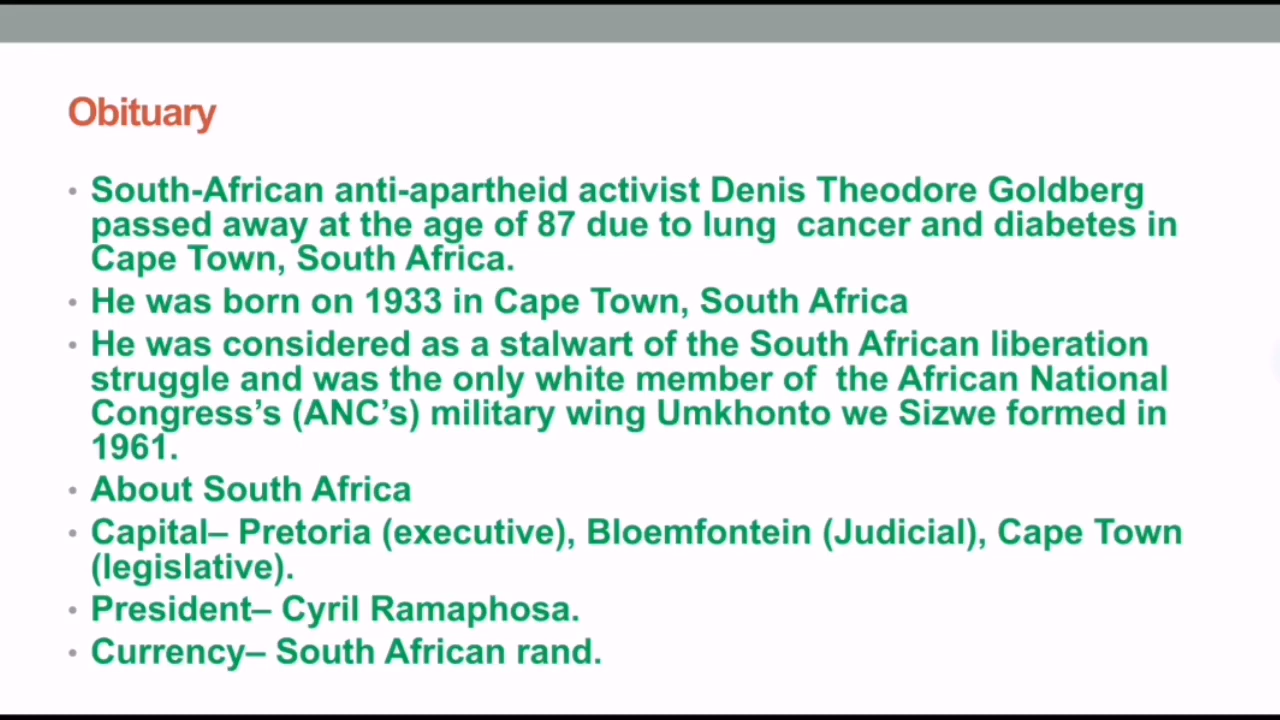 Obituary
• South-African anti-apartheid activist Denis Theodore Goldberg
passed away at the age of 87 due to lung cancer and diabetes in
Cape Town, South Africa.
• He was born on 1933 in Cape Town, South Africa
• He was considered as a stalwart of the South African liberation
struggle and was the only white member of the African National
Congress’s (ANC’s) military wing Umkhonto we Sizwe formed in
1961.
• About South Africa
• Capital– Pretoria (executive), Bloemfontein (Judicial), Cape Town
(legislative).
• President– Cyril Ramaphosa.
• Currency– South African rand.